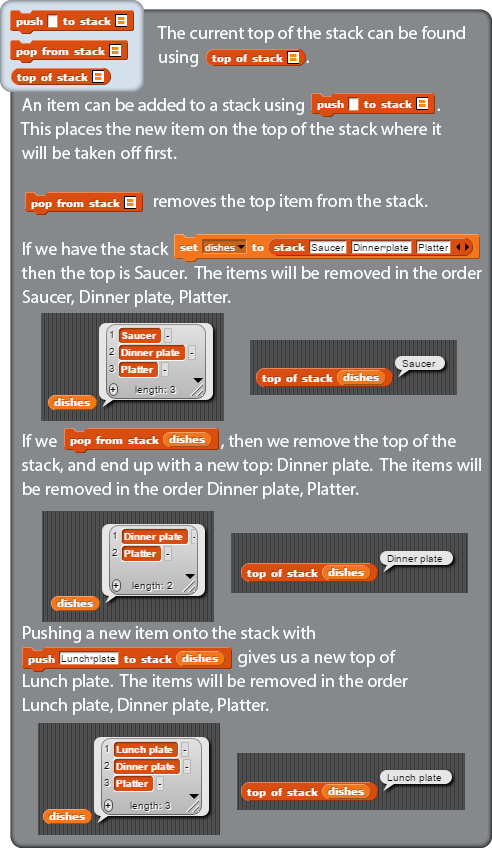 push to stack
pop from stack
top of stack
The current top of the stack can be found
using top of stack .
An item can be added to a stack using push to stack .
This places the new item on the top of the stack where it
will be taken off first.
pop from stack removes the top item from the stack.
If we have the stack set dishes to stack Saucer Dinner•plate Platter
then the top is Saucer. The items will be removed in the order
Saucer, Dinner plate, Platter.
1 Saucer -
2 Dinner plate -
3 Platter -
+ length: 3
dishes
top of stack dishes
Saucer
If we pop from stack dishes , then we remove the top of the
stack, and end up with a new top: Dinner plate. The items will
be removed in the order Dinner plate, Platter.
1 Dinner plate -
2 Platter -
+ length: 2
dishes
top of stack dishes
Dinner plate
Pushing a new item onto the stack with
push Lunch•plate to stack dishes gives us a new top of
Lunch plate. The items will be removed in the order
Lunch plate, Dinner plate, Platter.
1 Lunch plate -
2 Dinner plate -
3 Platter -
+ length: 3
dishes
top of stack dishes
Lunch plate